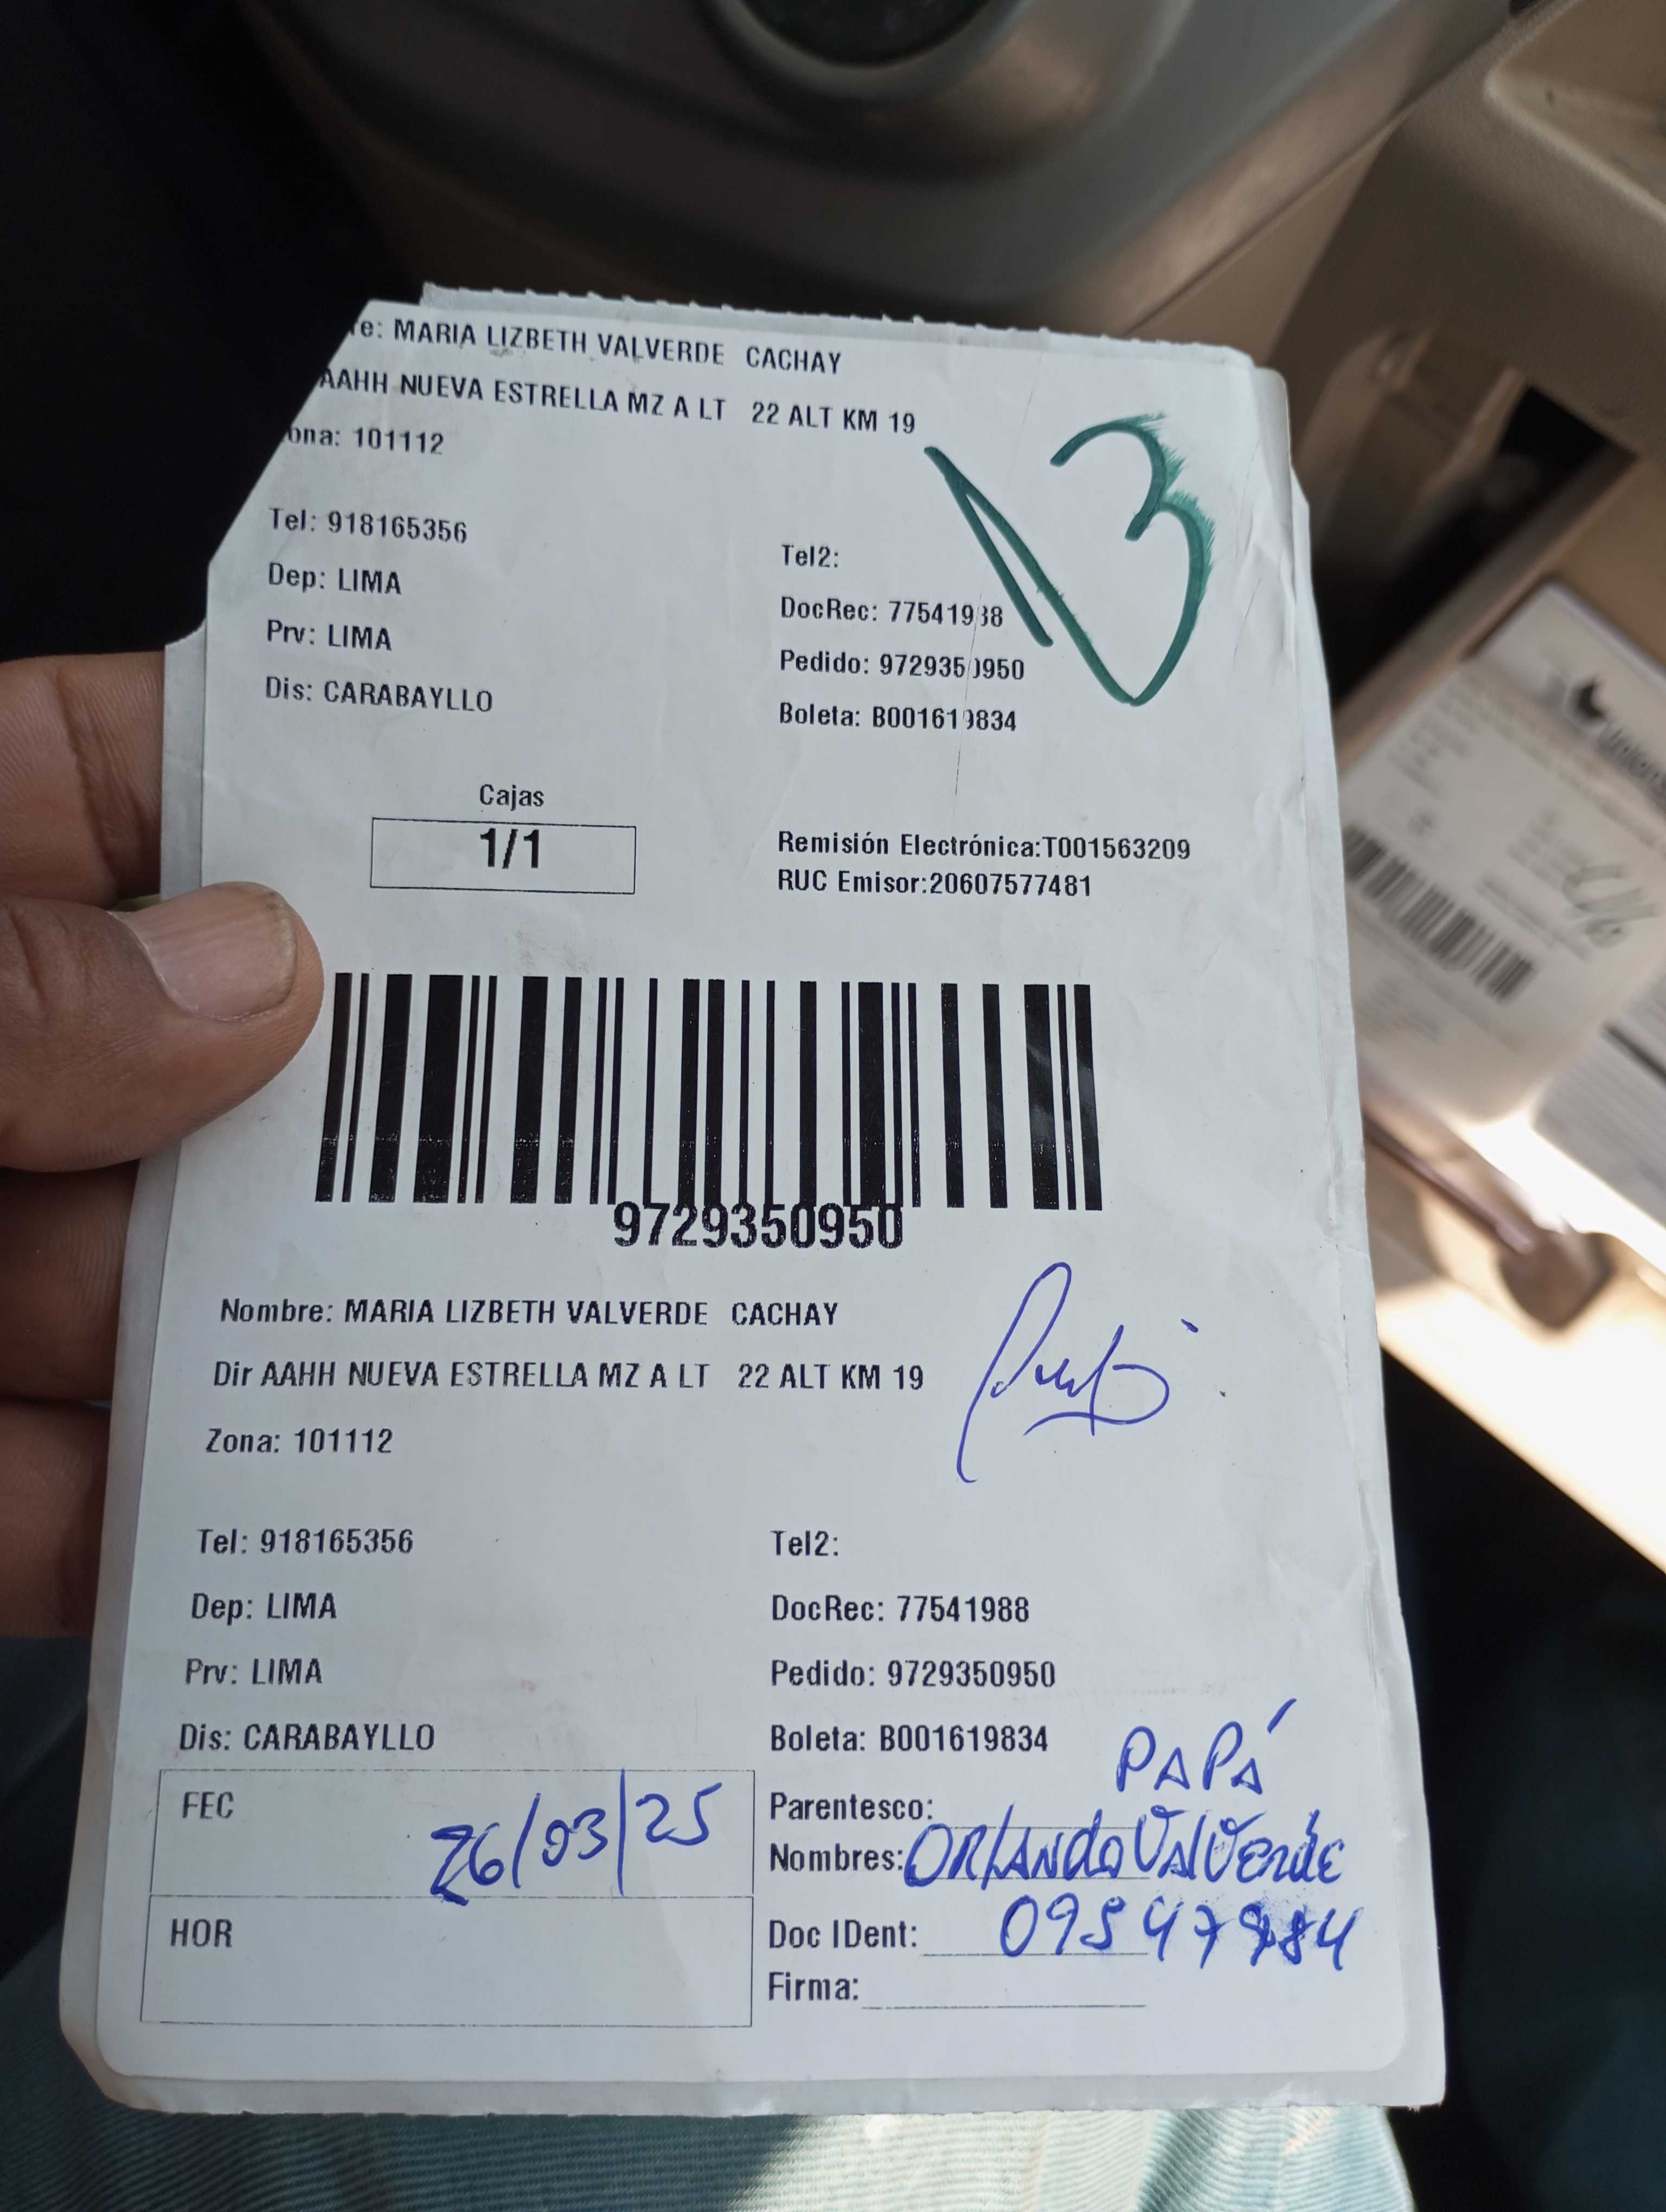 re: MARIA LIZBETH VALVERDE CACHAY
AAHH NUEVA ESTRELLA MZ A LT 22 ALT KM 19
ona: 101112
Tel: 918165356
Tel2:
Dep: LIMA
DocRec: 77541988
Prv: LIMA
Pedido: 9729350950
Dis: CARABAYLLO
Boleta: B001619834
Cajas
1/1
Remisión Electrónica:T001563209
RUC Emisor:20607577481
9729350950
Nombre: MARIA LIZBETH VALVERDE CACHAY
Dir AAHH NUEVA ESTRELLA MZ A LT 22 ALT KM 19
Zona: 101112
Tel: 918165356
Tel2:
Dep: LIMA
DocRec: 77541988
Prv: LIMA
Pedido: 9729350950
Dis: CARABAYLLO
Boleta: B001619834
FEC 26/03/25
Parentesco: PAPÁ
Nombres: ORLANDO VALVERDE
HOR
Doc IDent:
Firma: